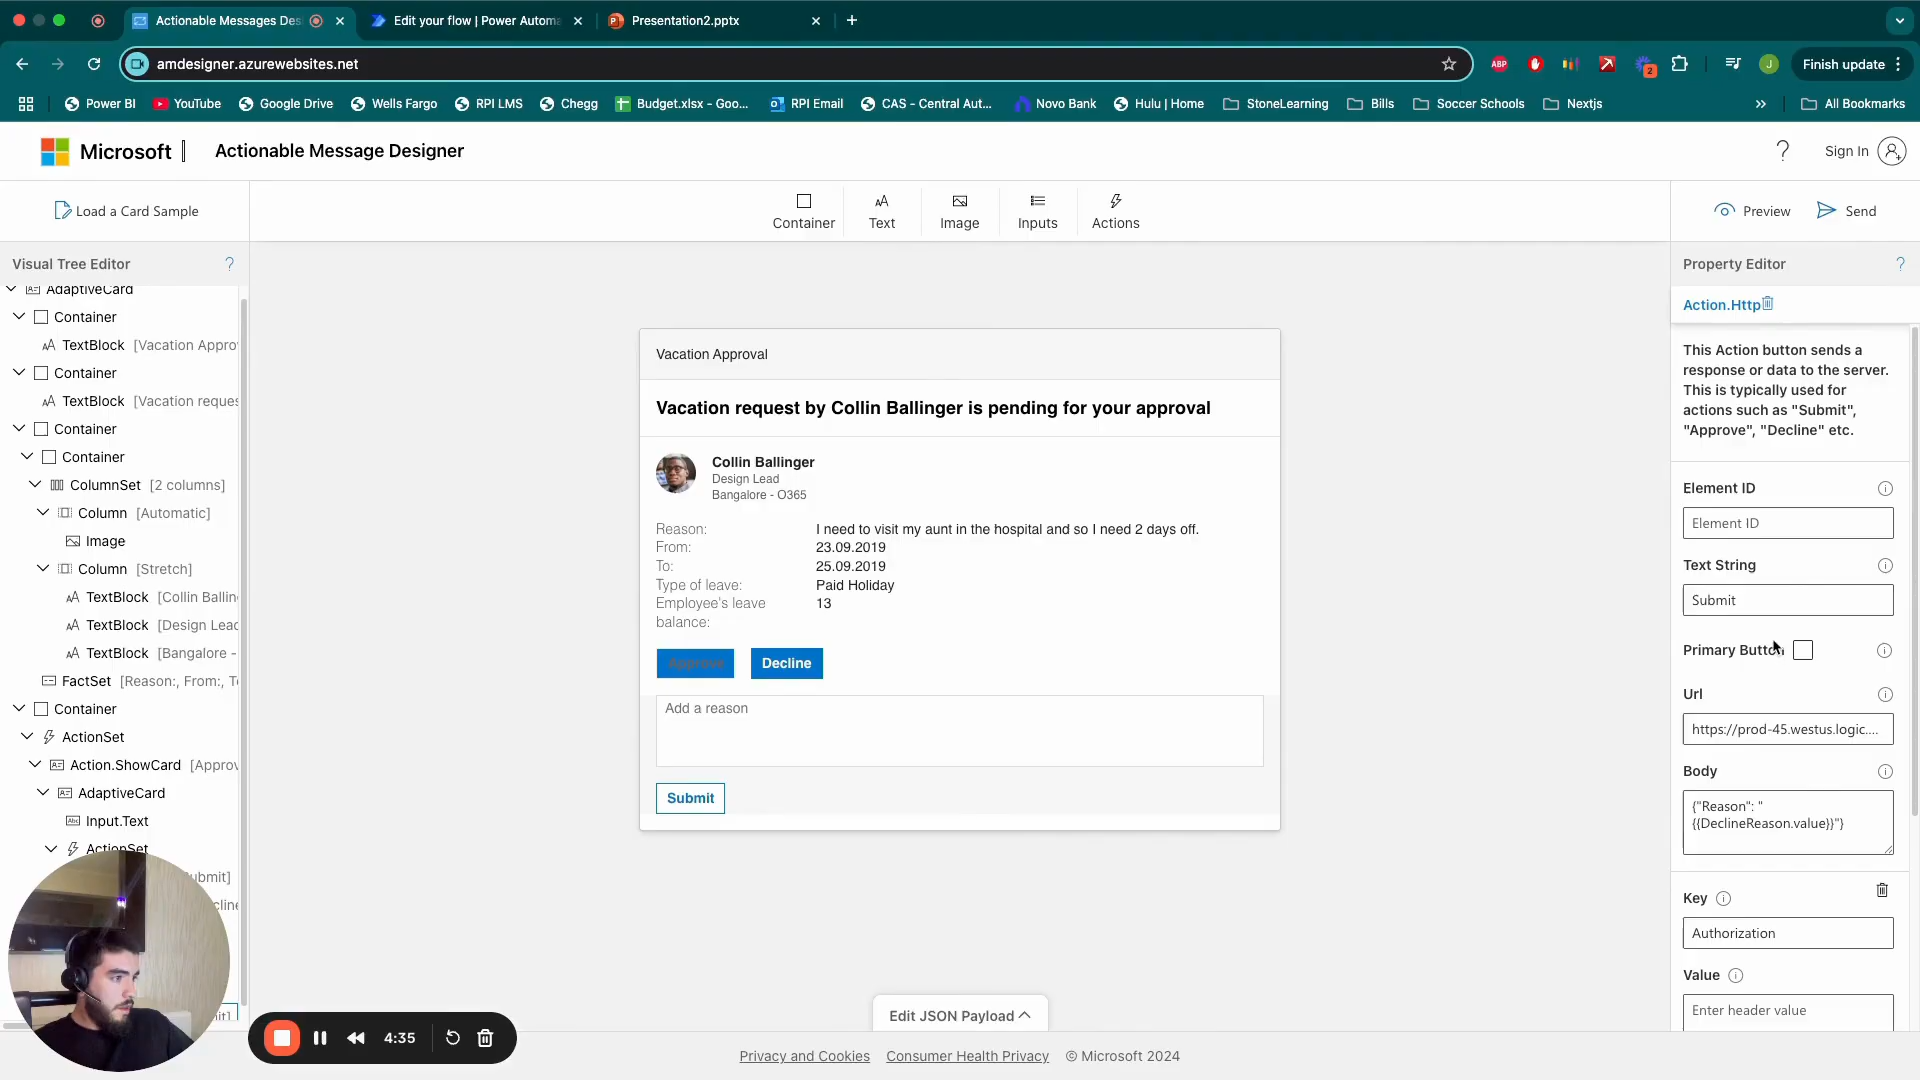 Actionable Messages Des
Edit your flow | Power Automa
Presentation2.pptx
amdesigner.azurewebsites.net
ABP
2
J
Finish update
Power BI
YouTube
Google Drive
Wells Fargo
RPI LMS
Chegg
Budget.xlsx - Goo...
RPI Email
CAS - Central Aut...
Novo Bank
Hulu | Home
StoneLearning
Bills
Soccer Schools
Nextjs
All Bookmarks
Microsoft
Actionable Message Designer
?
Sign In
Load a Card Sample
Container
Text
Image
Inputs
Actions
Preview
Send
Visual Tree Editor
?
AdaptiveCard
Container
TextBlock [Vacation Appro
Container
TextBlock [Vacation reques
Container
Container
ColumnSet [2 columns]
Column [Automatic]
Image
Column [Stretch]
TextBlock [Collin Ballin
TextBlock [Design Lead
TextBlock [Bangalore -
FactSet [Reason:, From:, T
Container
ActionSet
Action.ShowCard [Approv
AdaptiveCard
Input.Text
ActionSet
ubmit]
cline
4:35
Vacation Approval
Vacation request by Collin Ballinger is pending for your approval
Collin Ballinger
Design Lead
Bangalore - O365
Reason: I need to visit my aunt in the hospital and so I need 2 days off.
From: 23.09.2019
To: 25.09.2019
Type of leave: Paid Holiday
Employee's leave 13
balance:
Approve
Decline
Add a reason
Submit
Edit JSON Payload
Privacy and Cookies
Consumer Health Privacy
© Microsoft 2024
Property Editor
?
Action.Http
This Action button sends a
response or data to the server.
This is typically used for
actions such as "Submit",
"Approve", "Decline" etc.
Element ID
Element ID
Text String
Submit
Primary Button
Url
https://prod-45.westus.logic....
Body
{"Reason": "
{{DeclineReason.value}}"}
Key
Authorization
Value
Enter header value